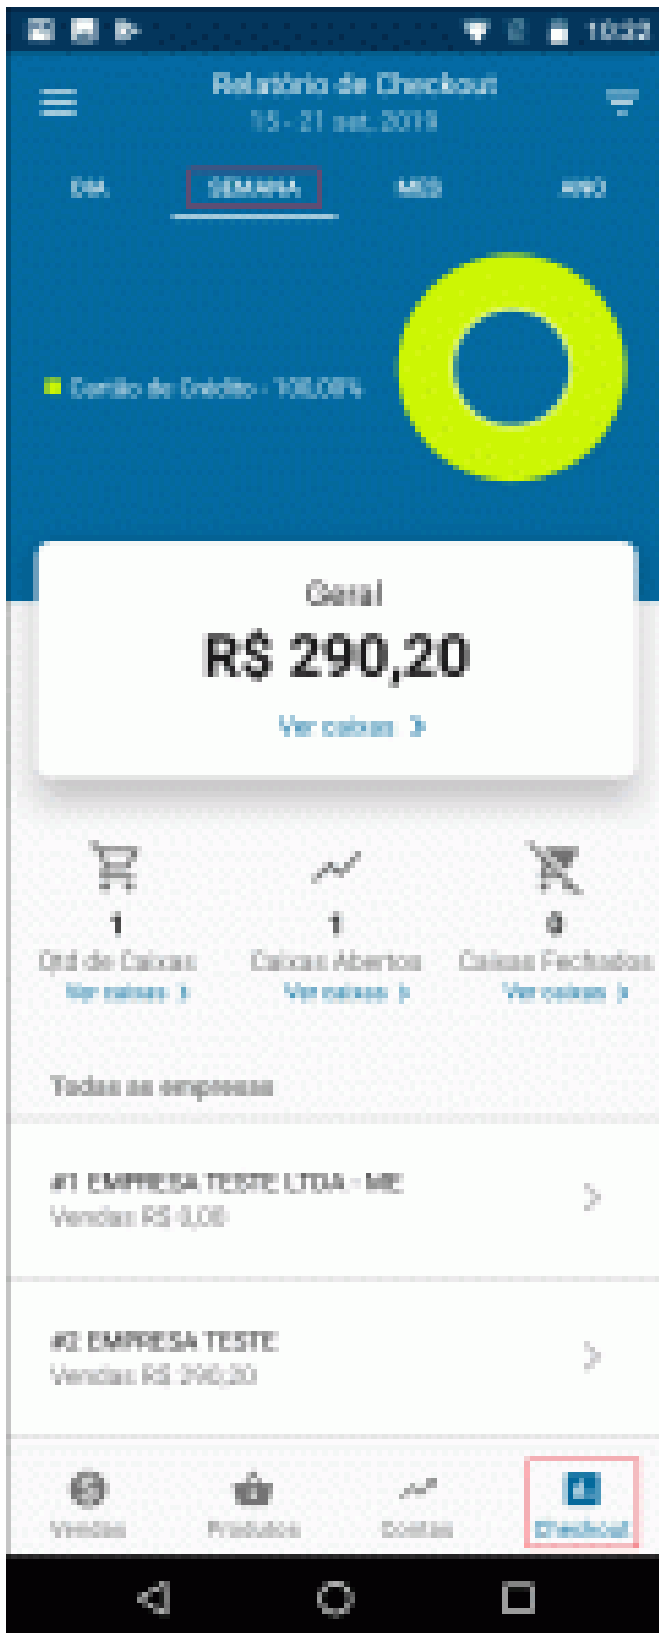 10:22
Relatório de Checkout
15 - 21 set, 2019
DIA SEMANA MES ANO
Cartão de Crédito - 100,00%
Geral
R$ 290,20
Ver caixas
1 1 0
Qtd de Caixas Caixas Abertos Caixas Fechados
Ver caixas Ver caixas Ver caixas
Todas as empresas
#1 EMPRESA TESTE LTDA - ME
Vendas R$ 0,00
#2 EMPRESA TESTE
Vendas R$ 290,20
Vendas Produtos Contas Checkout